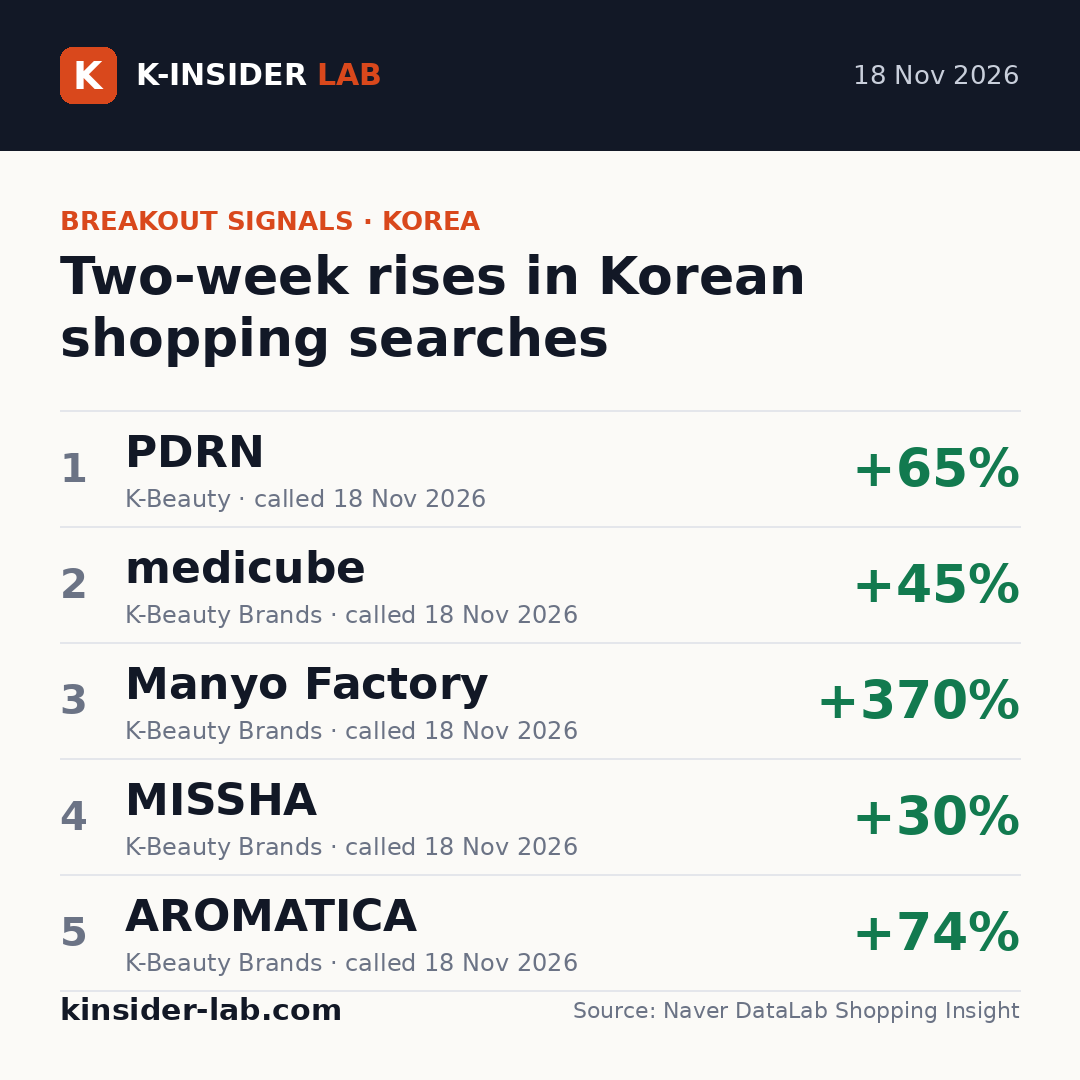 K
K-INSIDER LAB
18 Nov 2026
BREAKOUT SIGNALS · KOREA
Two-week rises in Korean
shopping searches
1
PDRN
K-Beauty · called 18 Nov 2026
+65%
2
medicube
K-Beauty Brands · called 18 Nov 2026
+45%
3
Manyo Factory
K-Beauty Brands · called 18 Nov 2026
+370%
4
MISSHA
K-Beauty Brands · called 18 Nov 2026
+30%
5
AROMATICA
K-Beauty Brands · called 18 Nov 2026
+74%
kinsider-lab.com
Source: Naver DataLab Shopping Insight